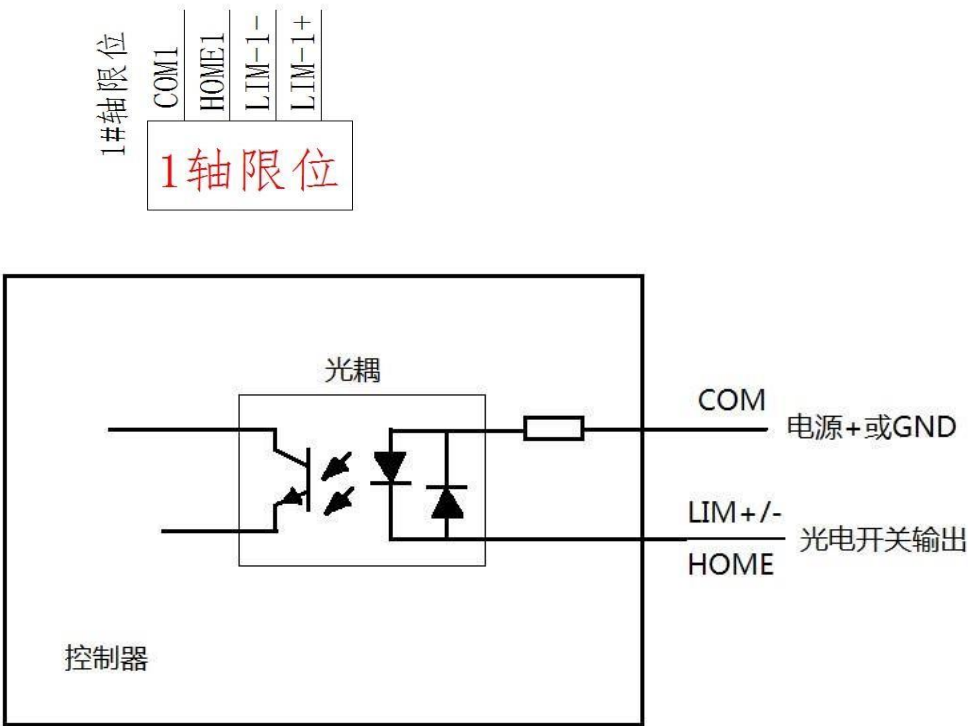 1#轴限位
COM1
HOME1
LIM-1-
LIM-1+
1轴限位
光耦
COM
电源+或GND
LIM+/-
光电开关输出
HOME
控制器